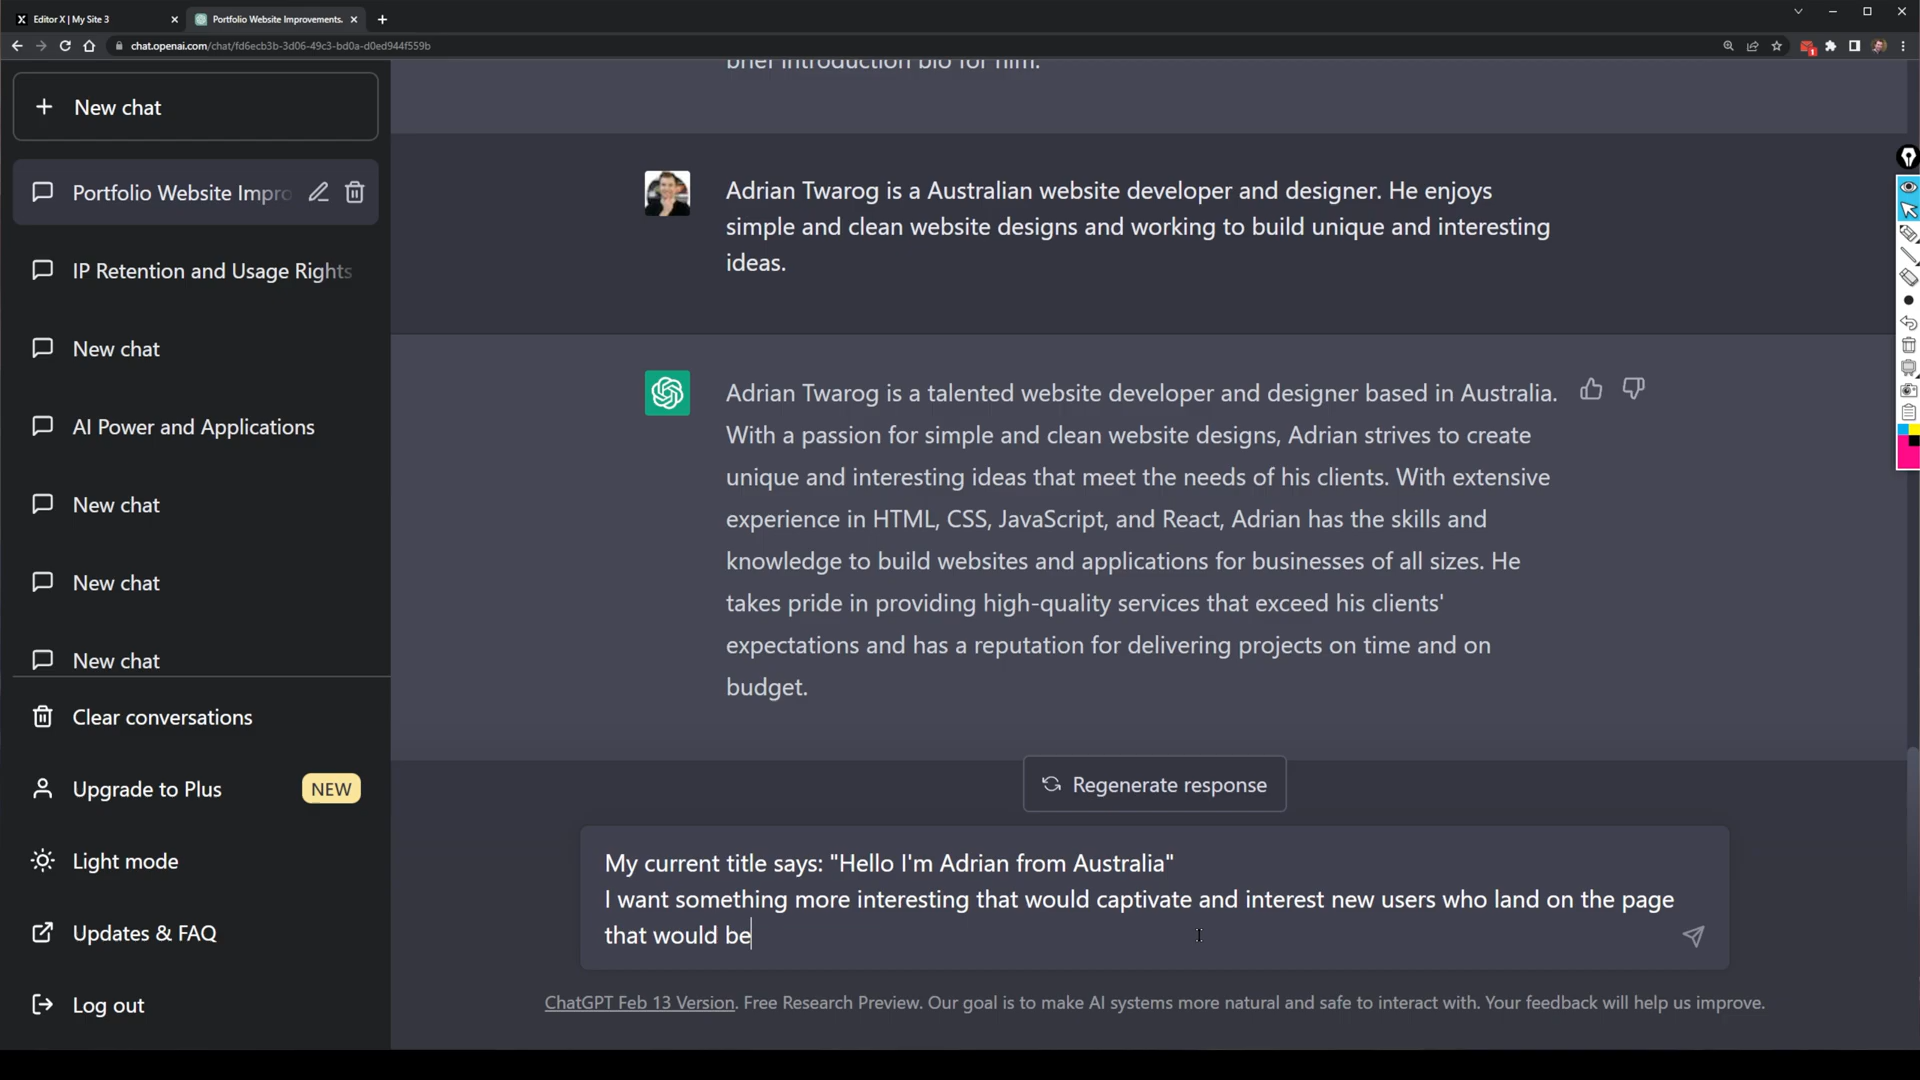 Editor X | My Site 3
Portfolio Website Improvements.
chat.openai.com/chat/fd6ecb3b-3d06-49c3-bd0a-d0ed944f559b
1
New chat
Portfolio Website Impro
IP Retention and Usage Rights
New chat
AI Power and Applications
New chat
New chat
New chat
Clear conversations
Upgrade to Plus
NEW
Light mode
Updates & FAQ
Log out
brief introduction bio for him.
Adrian Twarog is a Australian website developer and designer. He enjoys
simple and clean website designs and working to build unique and interesting
ideas.
Adrian Twarog is a talented website developer and designer based in Australia.
With a passion for simple and clean website designs, Adrian strives to create
unique and interesting ideas that meet the needs of his clients. With extensive
experience in HTML, CSS, JavaScript, and React, Adrian has the skills and
knowledge to build websites and applications for businesses of all sizes. He
takes pride in providing high-quality services that exceed his clients'
expectations and has a reputation for delivering projects on time and on
budget.
Regenerate response
My current title says: "Hello I'm Adrian from Australia"
I want something more interesting that would captivate and interest new users who land on the page
that would be
ChatGPT Feb 13 Version. Free Research Preview. Our goal is to make AI systems more natural and safe to interact with. Your feedback will help us improve.